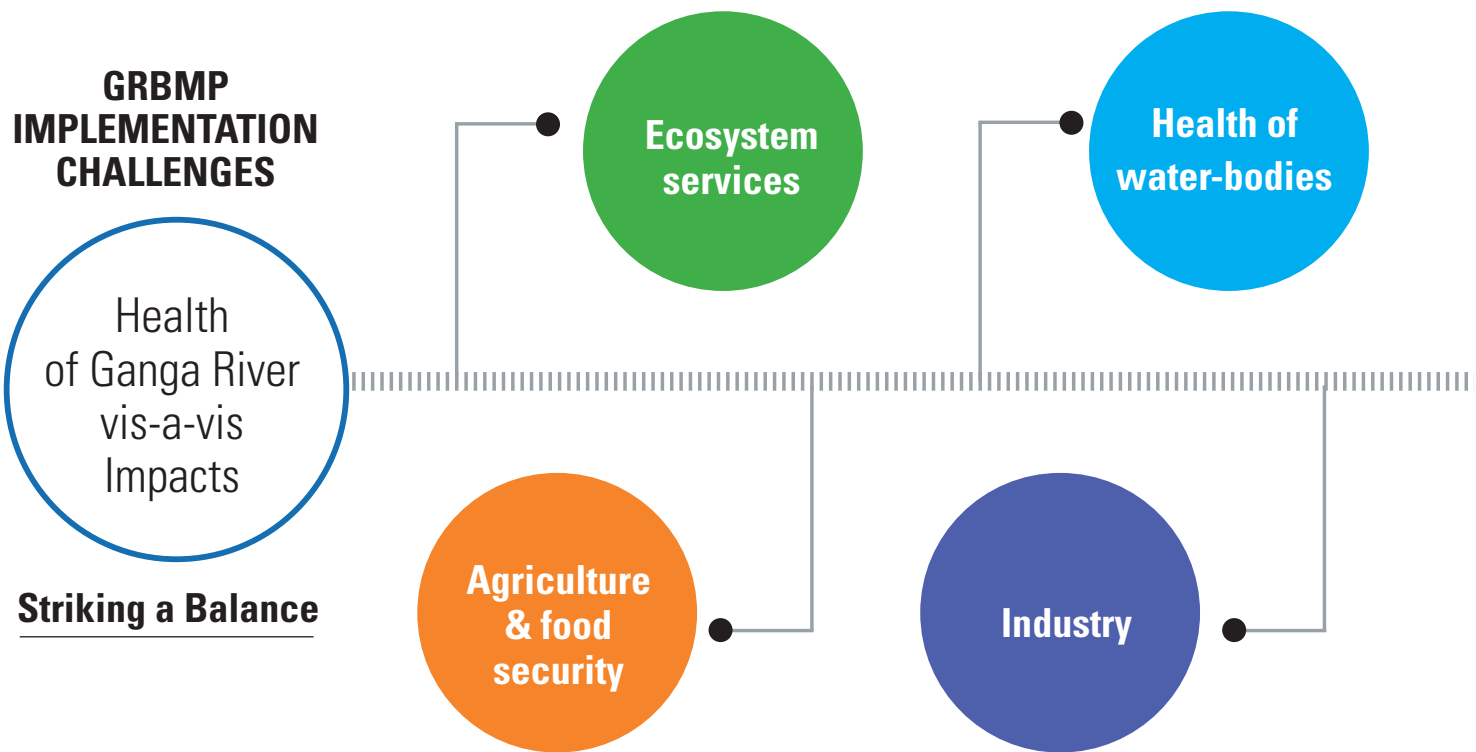 GRBMP
IMPLEMENTATION
CHALLENGES
Health
of Ganga River
vis-a-vis
Impacts
Striking a Balance
Ecosystem
services
Health of
water-bodies
Agriculture
& food
security
Industry